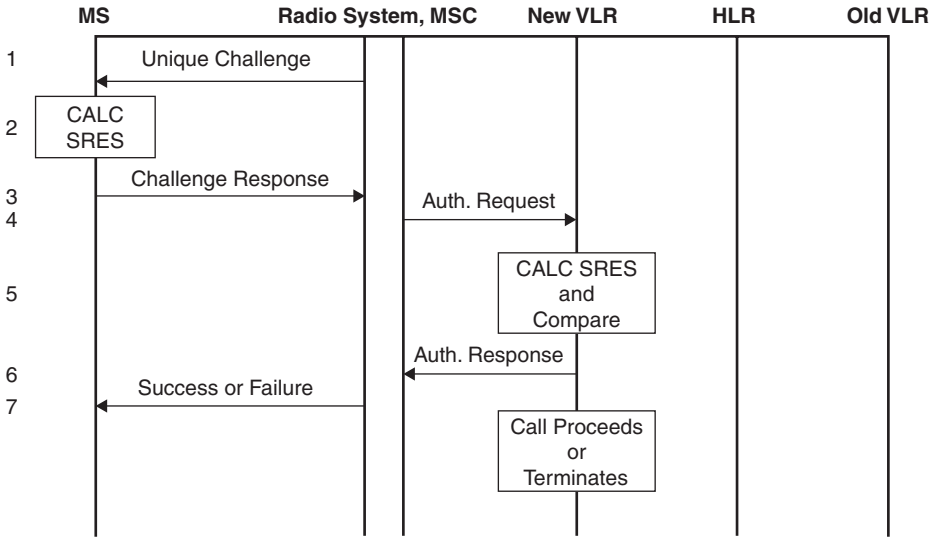 MS Radio System, MSC New VLR HLR Old VLR
1 Unique Challenge
2 CALC
SRES
3 Challenge Response
4 Auth. Request
5 CALC SRES
and
Compare
6 Auth. Response
7 Success or Failure
Call Proceeds
or
Terminates